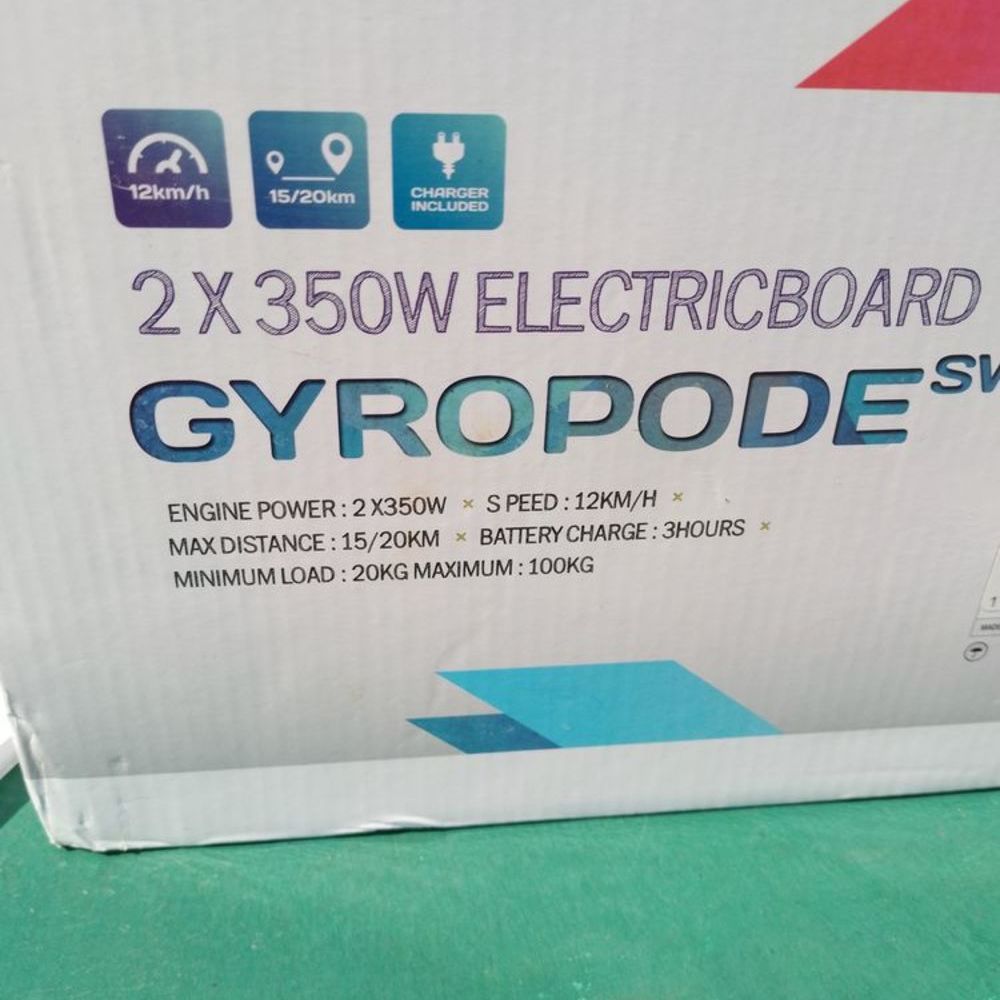 12km/h
15/20km
CHARGER
INCLUDED
2 X 350W ELECTRICBOARD
GYROPODE
ENGINE POWER : 2 X350W × S PEED : 12KM/H ×
MAX DISTANCE : 15/20KM × BATTERY CHARGE : 3HOURS ×
MINIMUM LOAD : 20KG MAXIMUM : 100KG